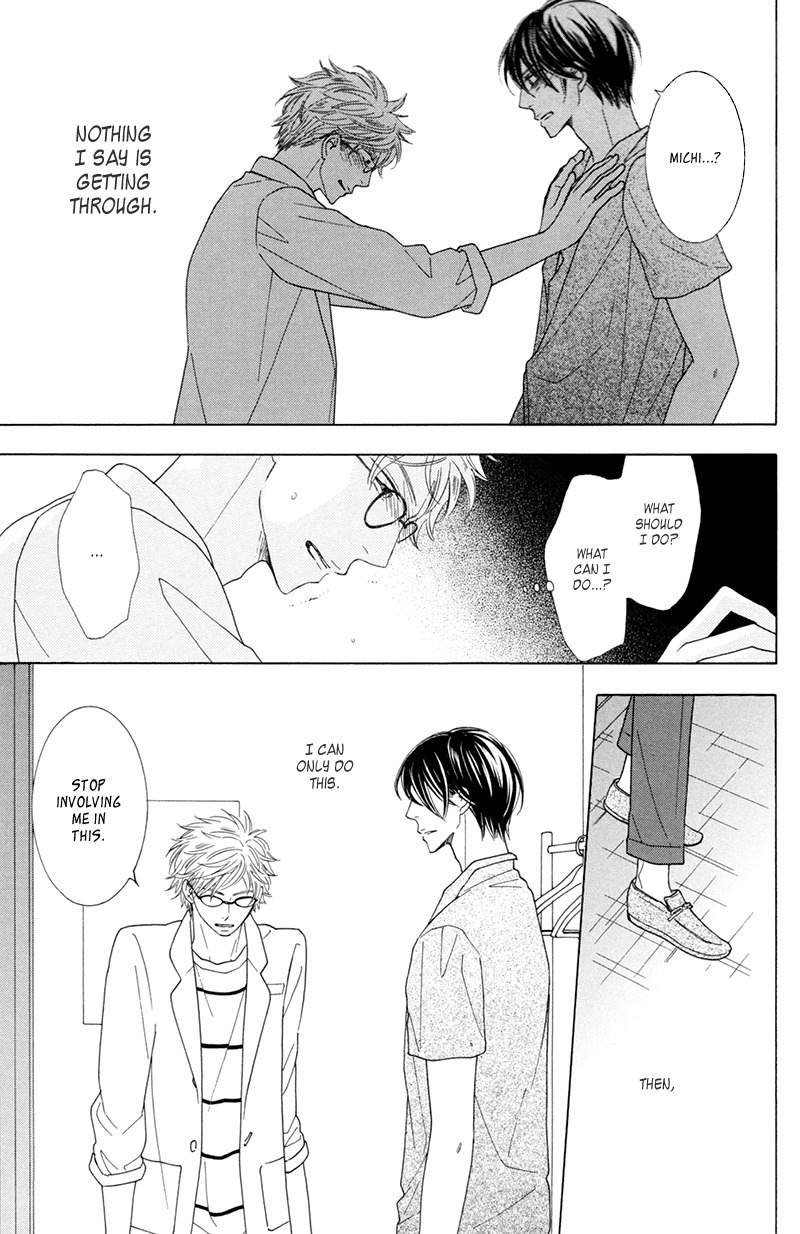 MICHI...?
NOTHING
I SAY IS
GETTING
THROUGH.
WHAT
SHOULD
I DO?
WHAT
CAN I
DO...?
...
THEN,
I CAN
ONLY DO
THIS.
STOP
INVOLVING
ME IN
THIS.